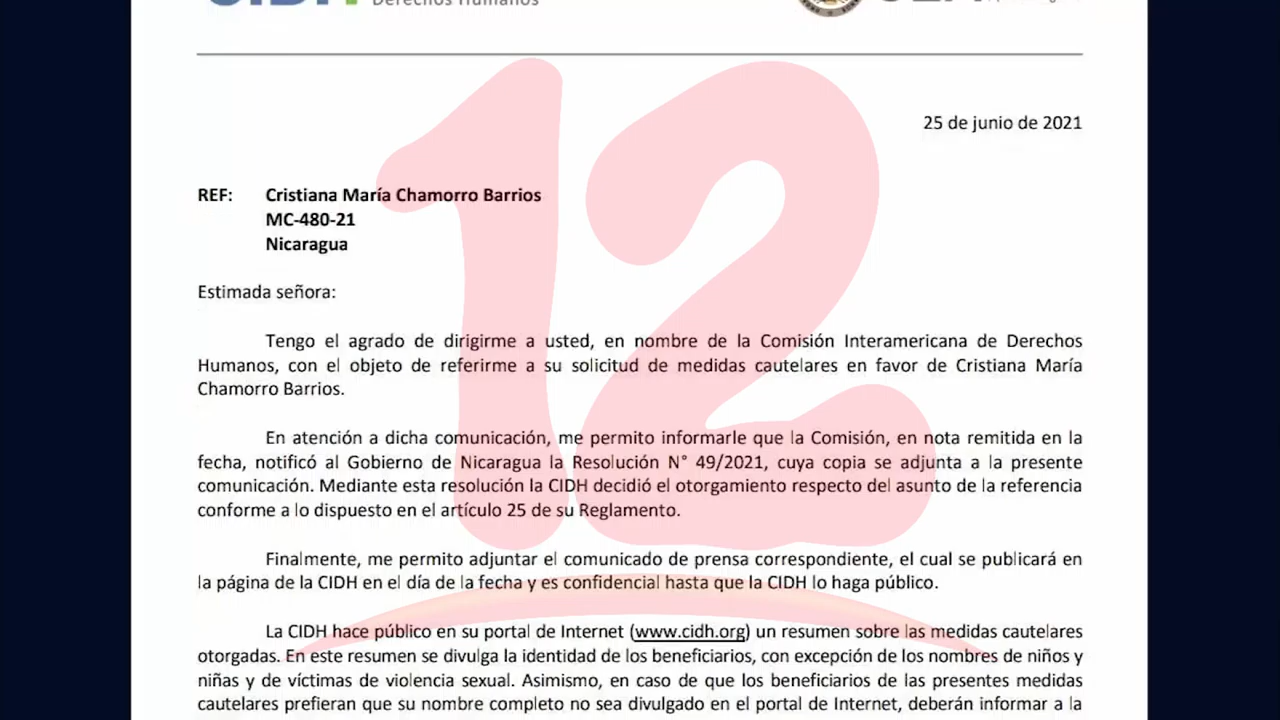 Derechos Humanos
25 de junio de 2021
REF: Cristiana María Chamorro Barrios
MC-480-21
Nicaragua
Estimada señora:
Tengo el agrado de dirigirme a usted, en nombre de la Comisión Interamericana de Derechos
Humanos, con el objeto de referirme a su solicitud de medidas cautelares en favor de Cristiana María
Chamorro Barrios.
En atención a dicha comunicación, me permito informarle que la Comisión, en nota remitida en la
fecha, notificó al Gobierno de Nicaragua la Resolución N° 49/2021, cuya copia se adjunta a la presente
comunicación. Mediante esta resolución la CIDH decidió el otorgamiento respecto del asunto de la referencia
conforme a lo dispuesto en el artículo 25 de su Reglamento.
Finalmente, me permito adjuntar el comunicado de prensa correspondiente, el cual se publicará en
la página de la CIDH en el día de la fecha y es confidencial hasta que la CIDH lo haga público.
La CIDH hace público en su portal de Internet (www.cidh.org) un resumen sobre las medidas cautelares
otorgadas. En este resumen se divulga la identidad de los beneficiarios, con excepción de los nombres de niños y
niñas y de víctimas de violencia sexual. Asimismo, en caso de que los beneficiarios de las presentes medidas
cautelares prefieran que su nombre completo no sea divulgado en el portal de Internet, deberán informar a la
12